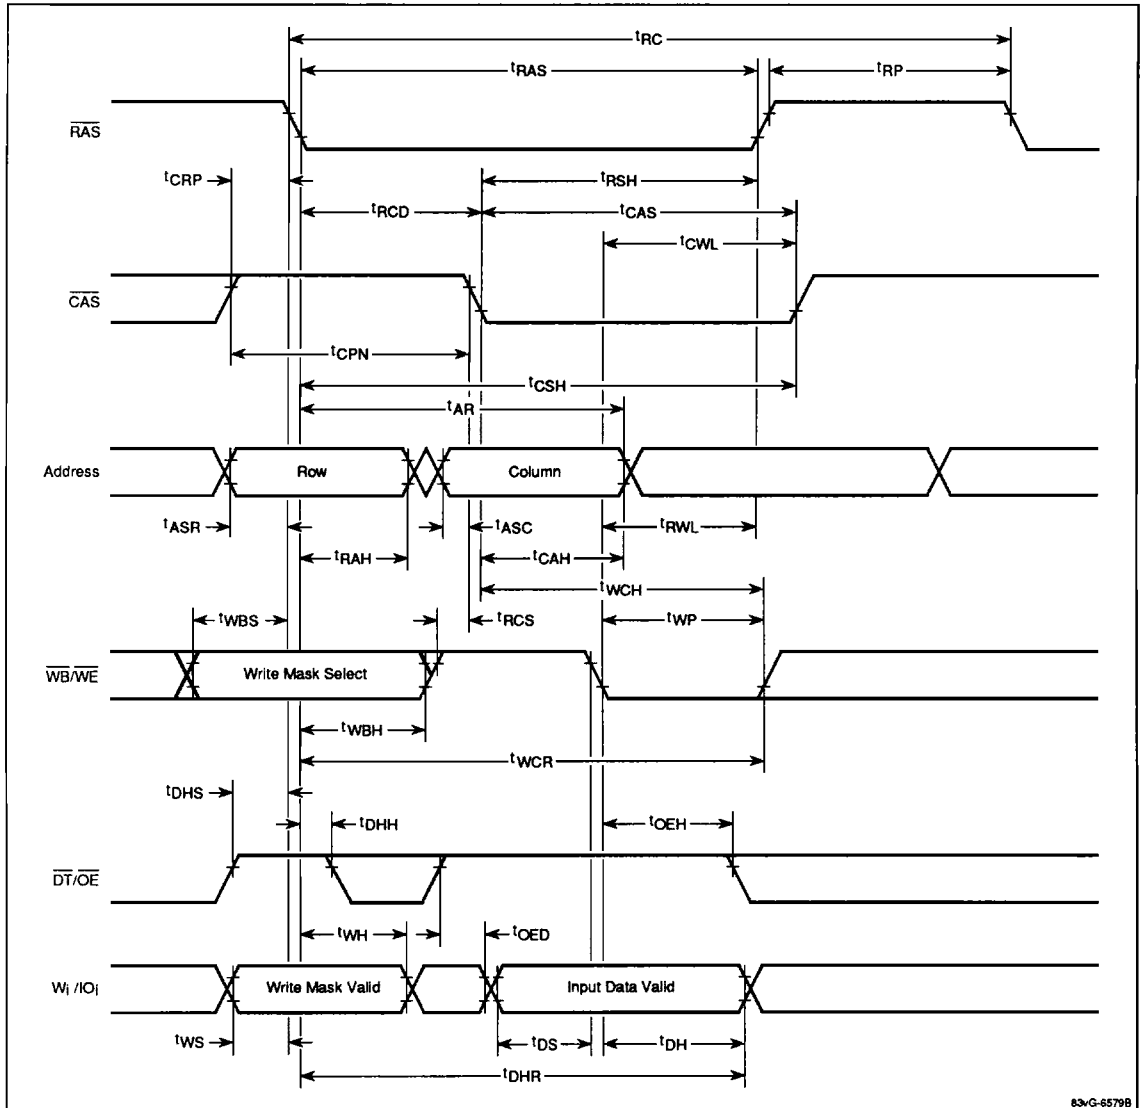 tRC
tRAS
tRP
RAS
tCRP
tRSH
tRCD
tCAS
tCWL
CAS
tCPN
tCSH
tAR
Address
Row
Column
tASR
tASC
tRWL
tRAH
tCAH
tWCH
tWBS
tRCS
tWP
WB/WE
Write Mask Select
tWBH
tWCR
tDHS
tDHH
tOEH
DT/OE
tWH
tOED
Wi /IOi
Write Mask Valid
Input Data Valid
tWS
tDS
tDH
tDHR
83vG-6579B